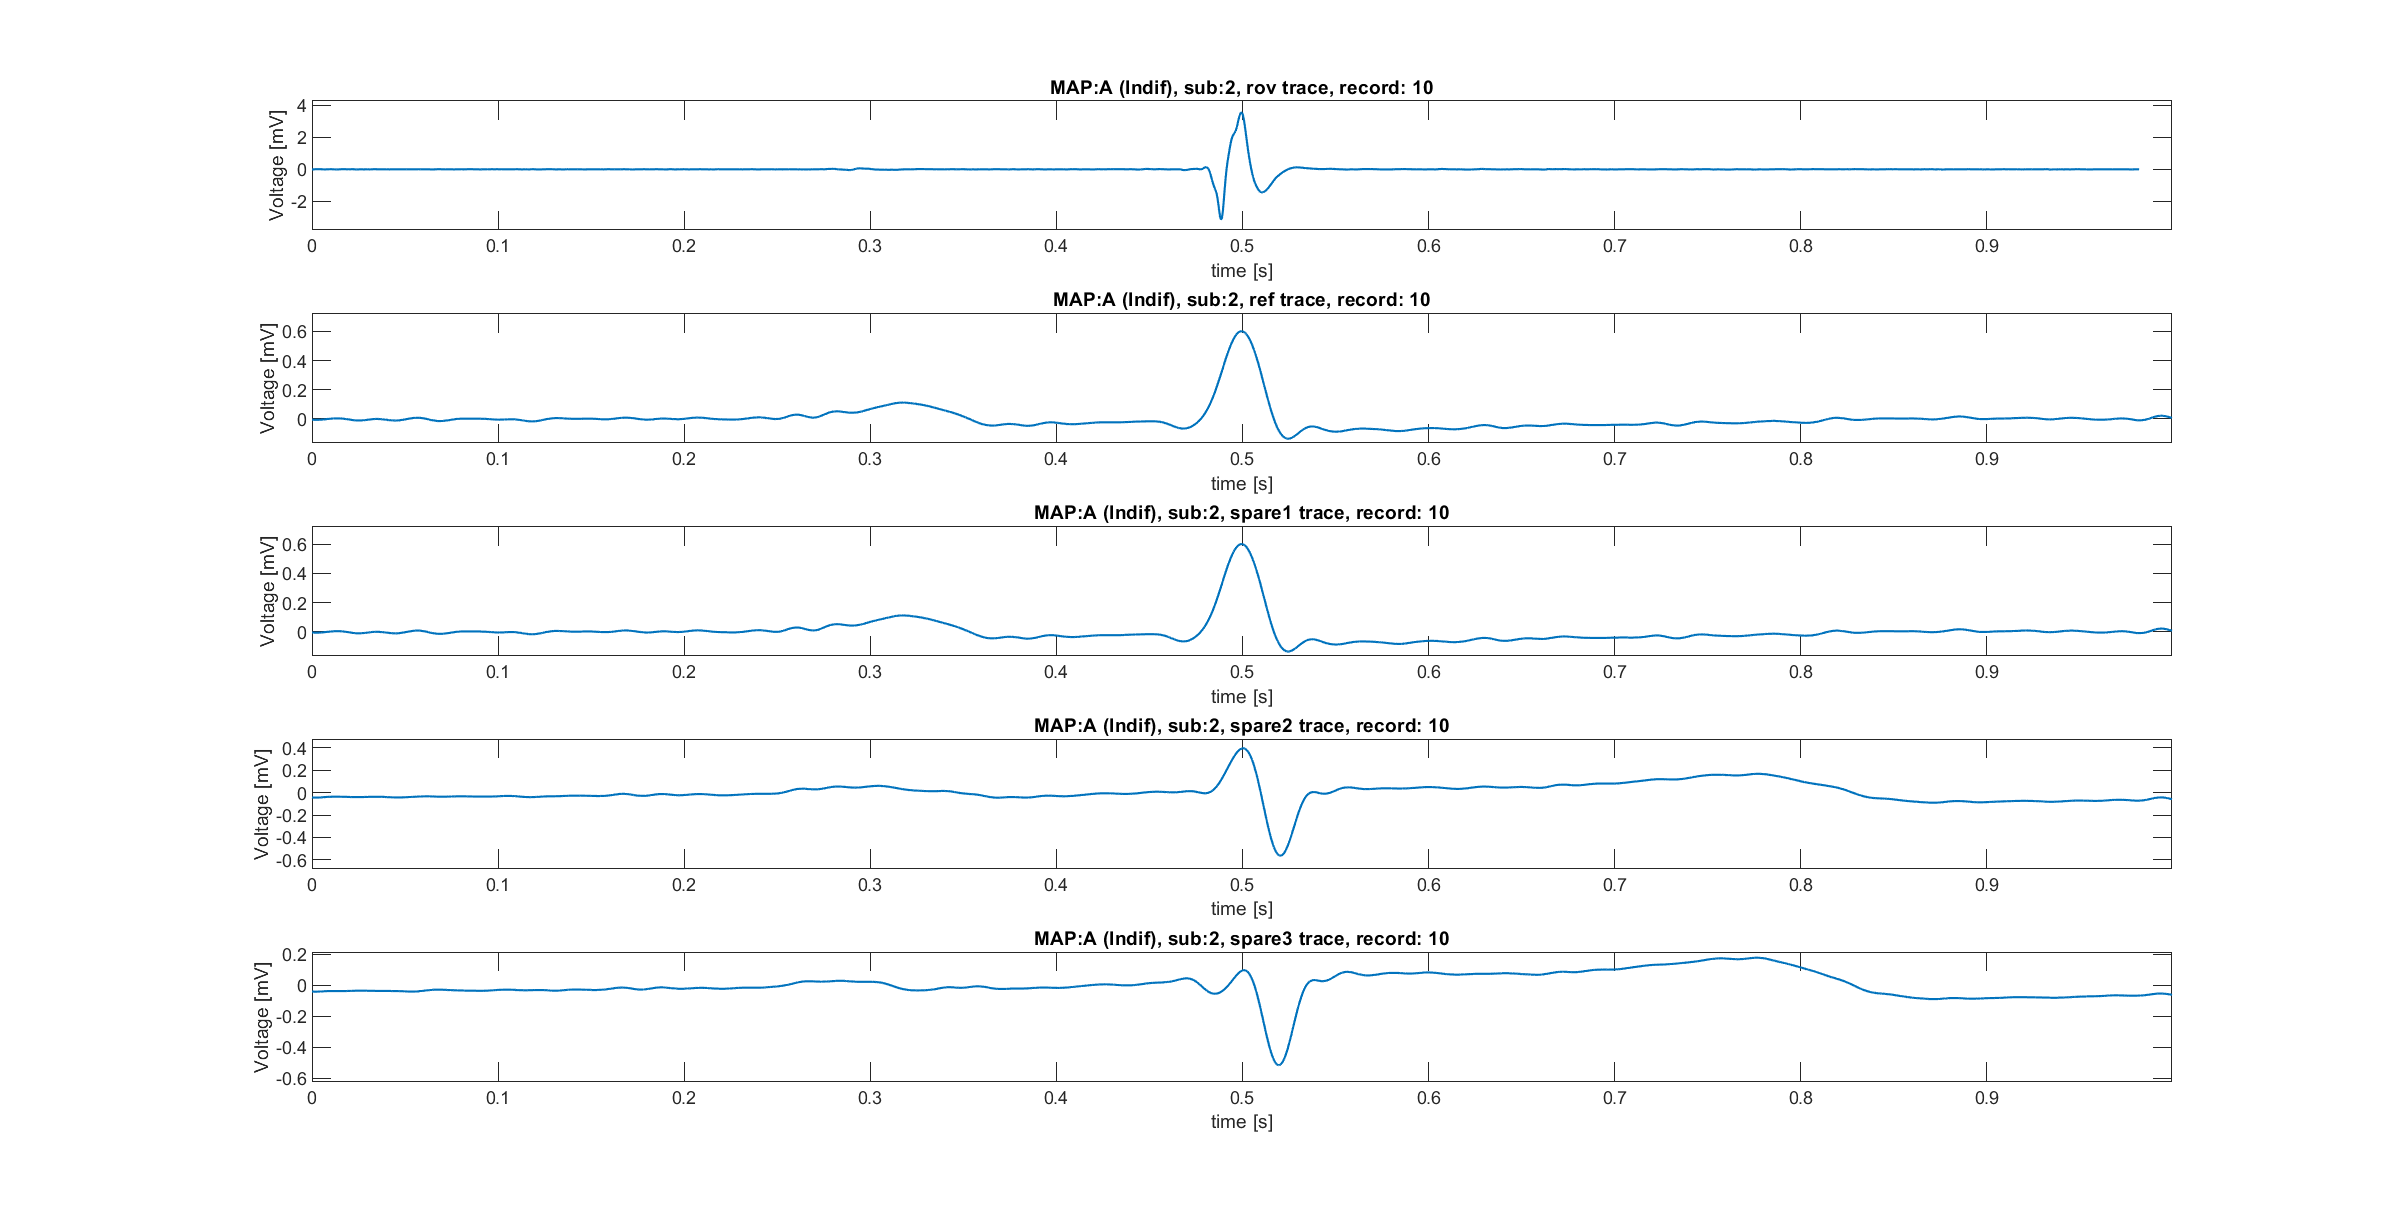 MAP:A (Indif), sub:2, rov trace, record: 10
Voltage [mV]
4
2
0
-2
0 0.1 0.2 0.3 0.4 0.5 0.6 0.7 0.8 0.9
time [s]
MAP:A (Indif), sub:2, ref trace, record: 10
Voltage [mV]
0.6
0.4
0.2
0
0 0.1 0.2 0.3 0.4 0.5 0.6 0.7 0.8 0.9
time [s]
MAP:A (Indif), sub:2, spare1 trace, record: 10
Voltage [mV]
0.6
0.4
0.2
0
0 0.1 0.2 0.3 0.4 0.5 0.6 0.7 0.8 0.9
time [s]
MAP:A (Indif), sub:2, spare2 trace, record: 10
Voltage [mV]
0.4
0.2
0
-0.2
-0.4
-0.6
0 0.1 0.2 0.3 0.4 0.5 0.6 0.7 0.8 0.9
time [s]
MAP:A (Indif), sub:2, spare3 trace, record: 10
Voltage [mV]
0.2
0
-0.2
-0.4
-0.6
0 0.1 0.2 0.3 0.4 0.5 0.6 0.7 0.8 0.9
time [s]